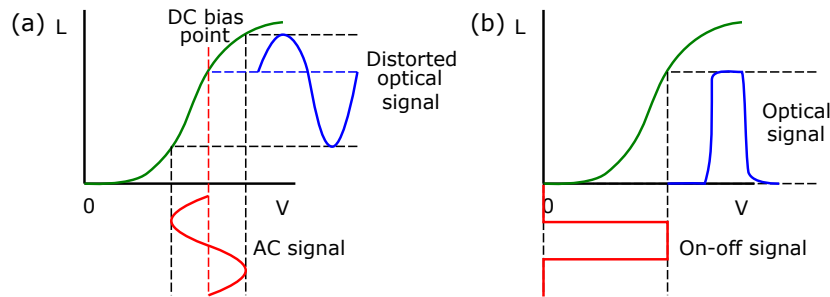 (a)
L
DC bias
point
Distorted
optical
signal
0
V
AC signal
(b)
L
Optical
signal
0
V
On-off signal